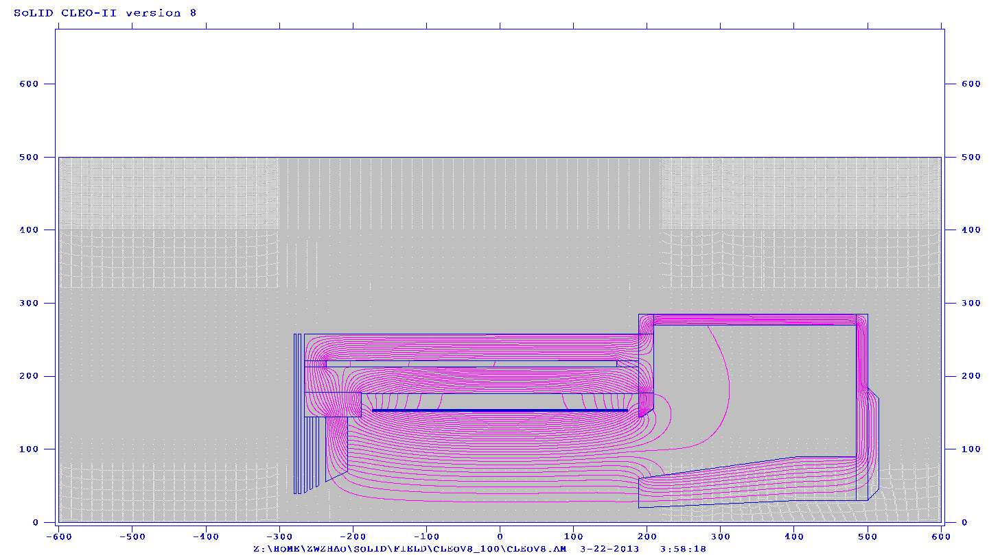 SoLID CLEO-II version 8
600 600
500 500
400 400
300 300
200 200
100 100
0 0
-600 -500 -400 -300 -200 -100 0 100 200 300 400 500 600
Z:\HOME\ZWZHAO\SOLID\FIELD\CLEOV8_100\CLEOV8.AM 3-22-2013 3:58:18